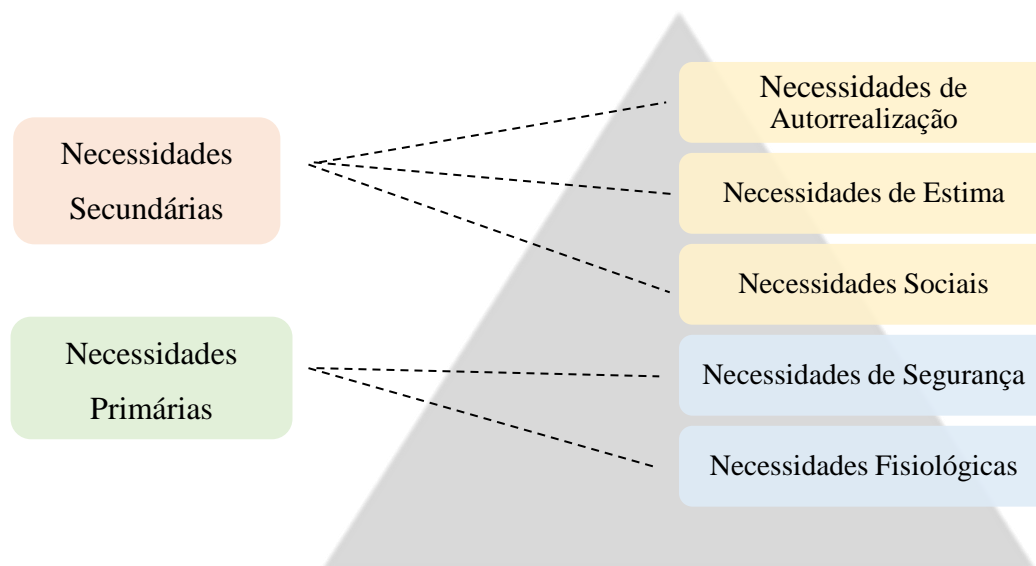 Necessidades de
Autorrealização
Necessidades
Secundárias
Necessidades de Estima
Necessidades Sociais
Necessidades
Primárias
Necessidades de Segurança
Necessidades Fisiológicas